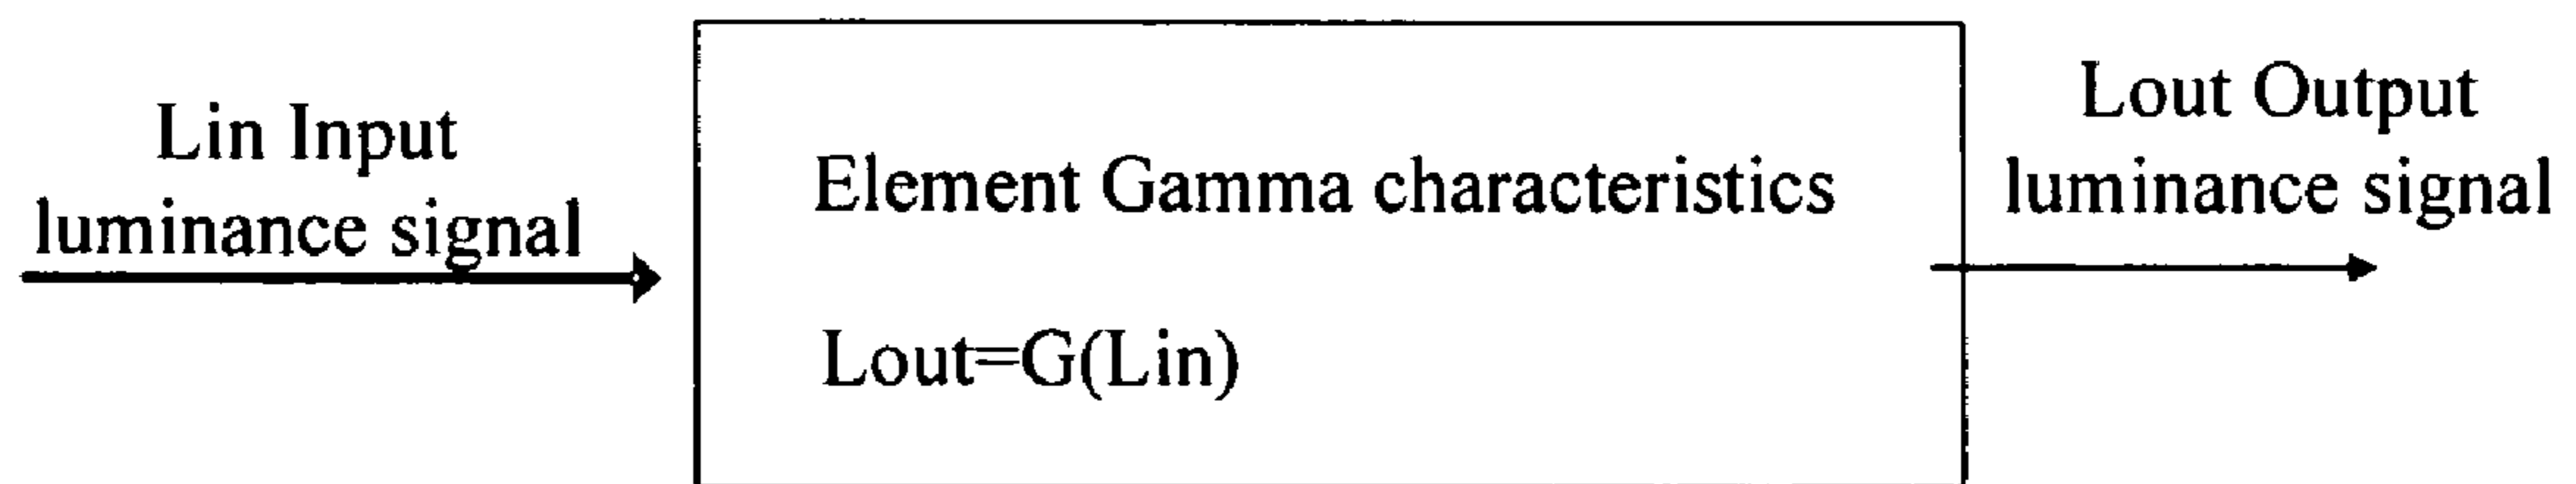 Lin Input
luminance signal
Element Gamma characteristics
Lout=G(Lin)
Lout Output
luminance signal